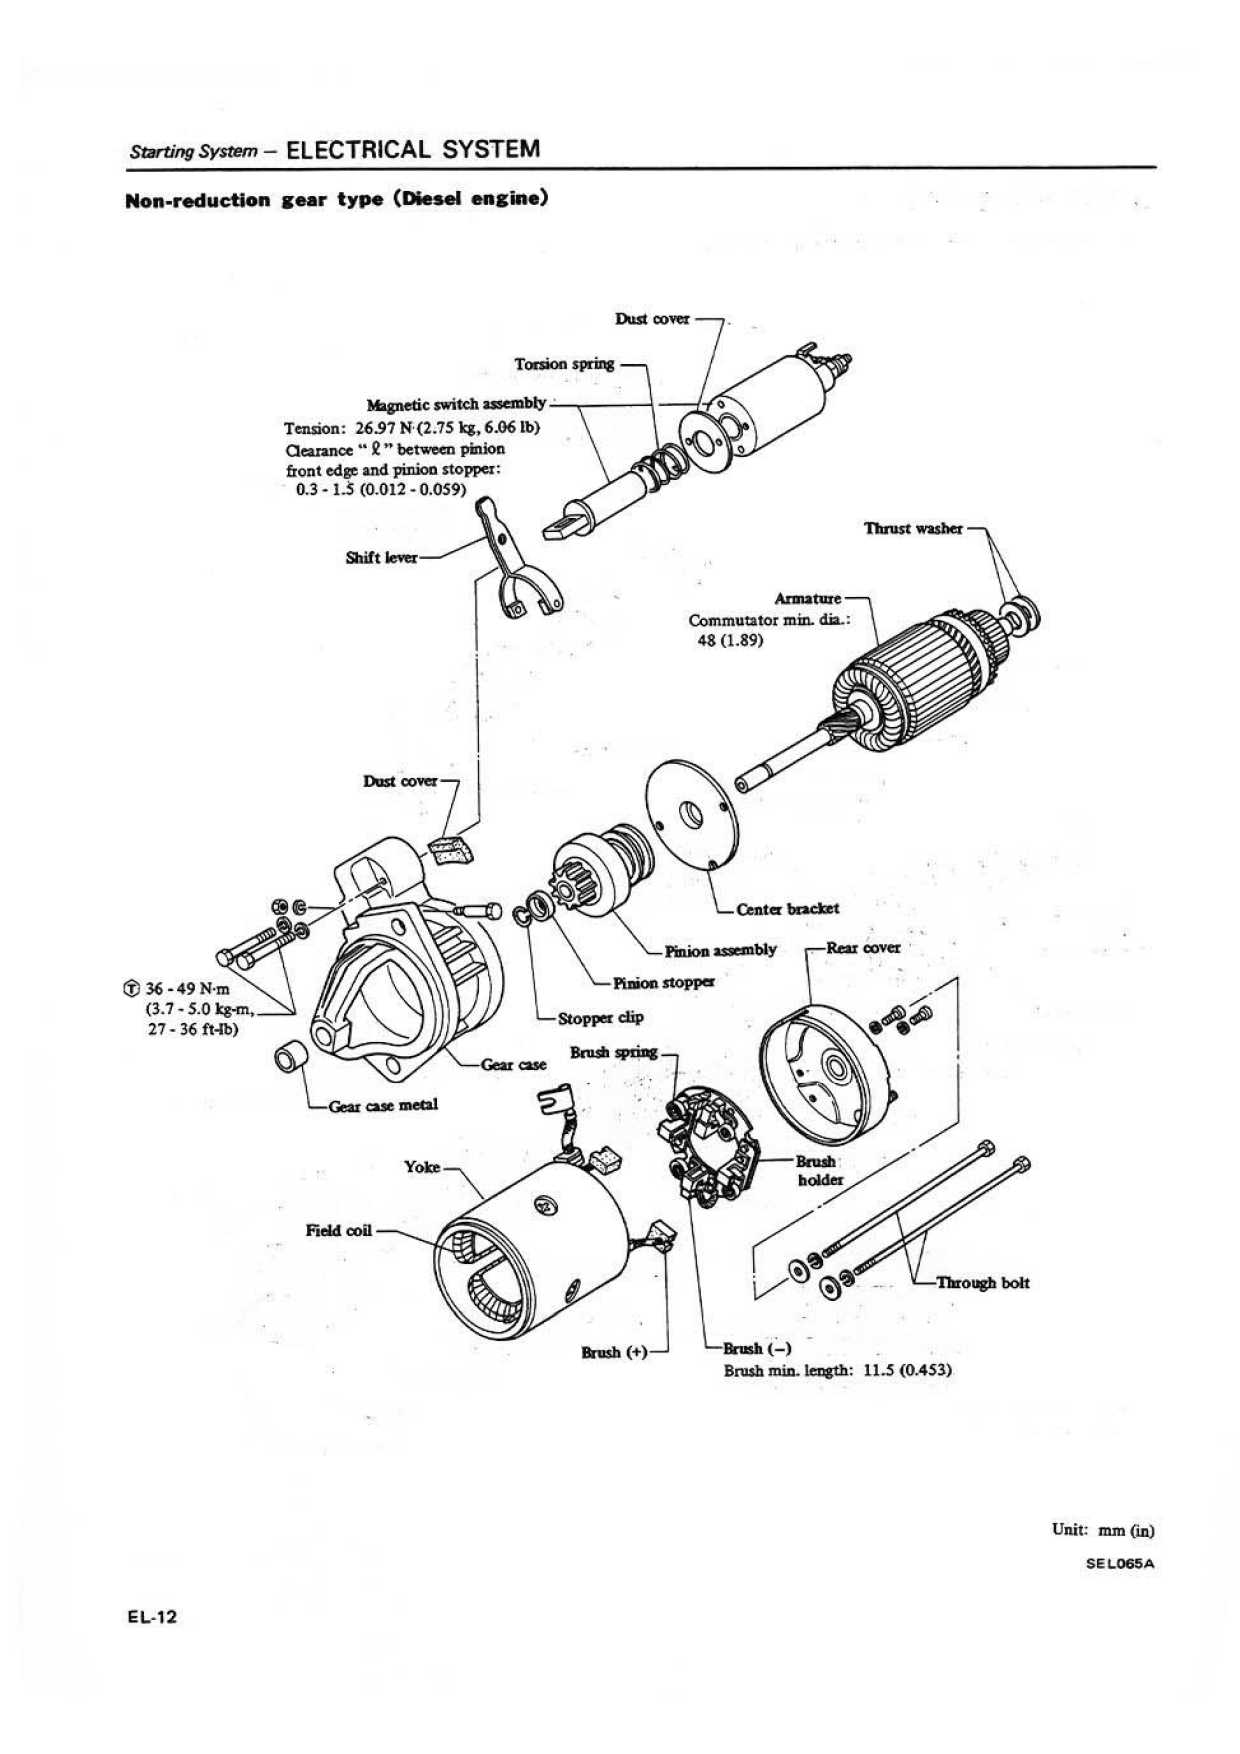 Starting System — ELECTRICAL SYSTEM
Non-reduction gear type (Diesel engine)
Dust cover
Torsion spring
Magnetic switch assembly
Tension: 26.97 N (2.75 kg, 6.06 lb)
Clearance "ℓ" between pinion
front edge and pinion stopper:
0.3 - 1.5 (0.012 - 0.059)
Thrust washer
Shift lever
Armature
Commutator min. dia.:
48 (1.89)
Dust cover
Center bracket
Pinion assembly
Rear cover
Pinion stopper
Ⓣ 36 - 49 N·m
(3.7 - 5.0 kg-m,
27 - 36 ft-lb)
Stopper clip
Brush spring
Gear case
Gear case metal
Yoke
Brush
holder
Field coil
Through bolt
Brush (+)
Brush (−)
Brush min. length: 11.5 (0.453)
Unit: mm (in)
SEL065A
EL-12